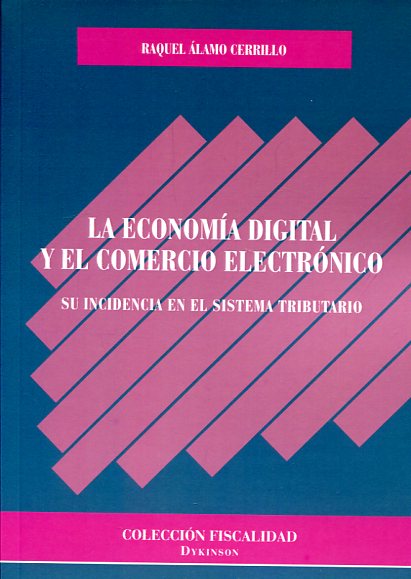 RAQUEL ÁLAMO CERRILLO
LA ECONOMÍA DIGITAL
Y EL COMERCIO ELECTRÓNICO
SU INCIDENCIA EN EL SISTEMA TRIBUTARIO
COLECCIÓN FISCALIDAD
DYKINSON